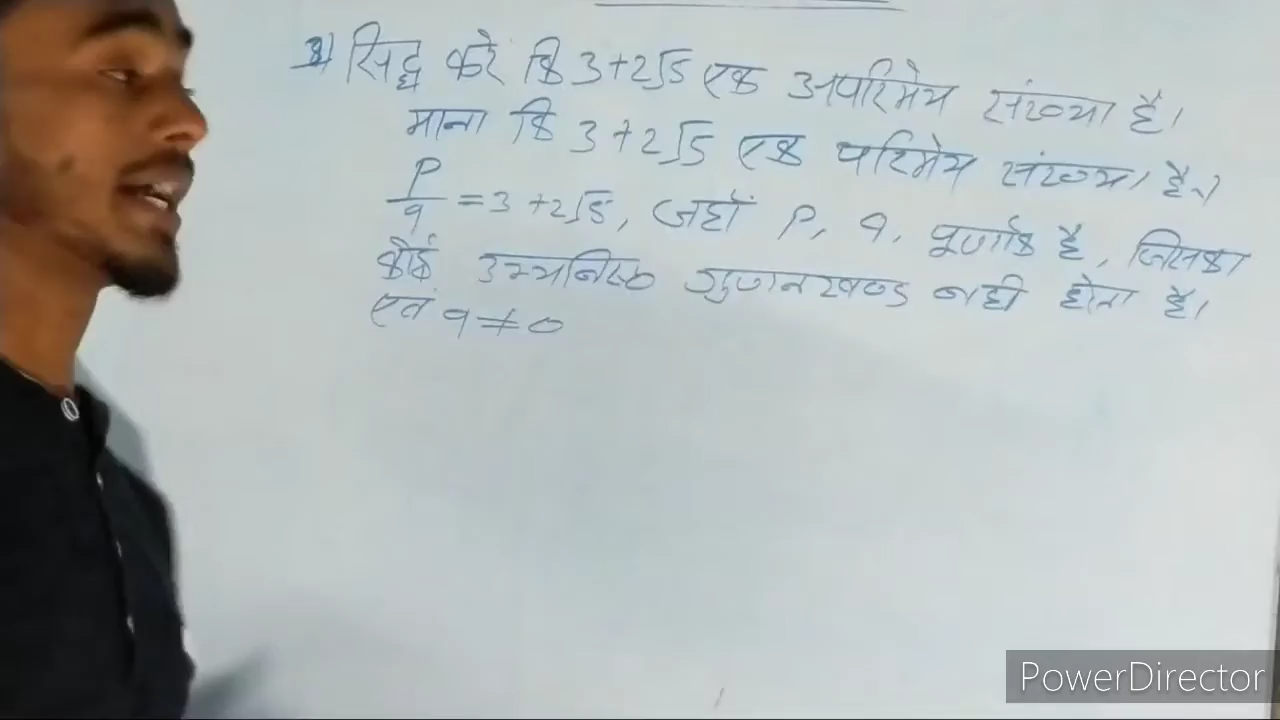 3) सिद्ध करे कि 3+2√5 एक अपरिमेय संख्या है।
माना कि 3+2√5 एक परिमेय संख्या है।
p/q = 3+2√5, जहाँ P, q, पूर्णांक है, जिसका
कोई उभयनिष्ठ गुणनखण्ड नही होता है।
एवं q ≠ 0
PowerDirector